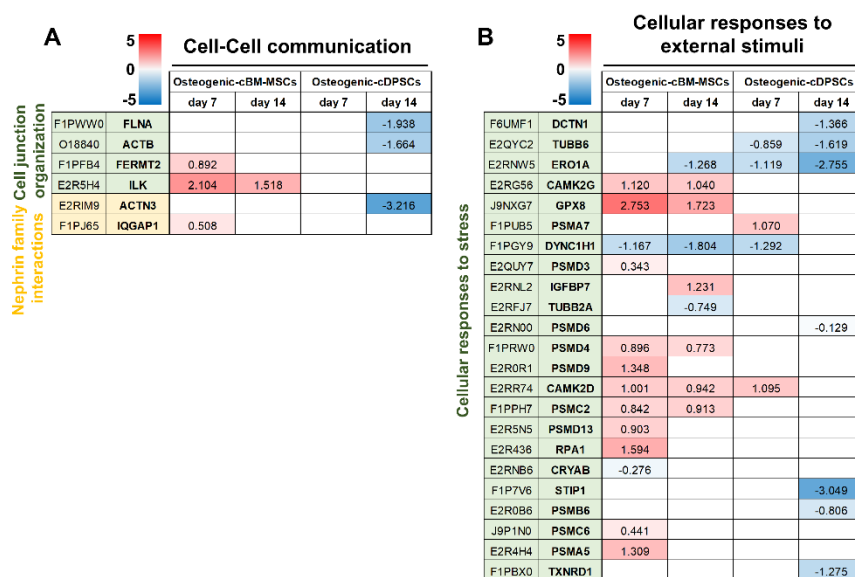 A
5
0
-5
Cell-Cell communication
Osteogenic-cBM-MSCs Osteogenic-cDPSCs
day 7 day 14 day 7 day 14
Cell junction organization
Nephrin family interactions
F1PWW0 FLNA -1.938
O18840 ACTB -1.664
F1PFB4 FERMT2 0.892
E2R5H4 ILK 2.104 1.518
E2RIM9 ACTN3 -3.216
F1PJ65 IQGAP1 0.508
B
5
0
-5
Cellular responses to
external stimuli
Osteogenic-cBM-MSCs Osteogenic-cDPSCs
day 7 day 14 day 7 day 14
Cellular responses to stress
F6UMF1 DCTN1 -1.366
E2QYC2 TUBB6 -0.859 -1.619
E2RNW5 ERO1A -1.268 -1.119 -2.755
E2RG56 CAMK2G 1.120 1.040
J9NXG7 GPX8 2.753 1.723
F1PUB5 PSMA7 1.070
F1PGY9 DYNC1H1 -1.167 -1.804 -1.292
E2QUY7 PSMD3 0.343
E2RNL2 IGFBP7 1.231
E2RFJ7 TUBB2A -0.749
E2RN00 PSMD6 -0.129
F1PRW0 PSMD4 0.896 0.773
E2R0R1 PSMD9 1.348
E2RR74 CAMK2D 1.001 0.942 1.095
F1PPH7 PSMC2 0.842 0.913
E2R5N5 PSMD13 0.903
E2R436 RPA1 1.594
E2RNB6 CRYAB -0.276
F1P7V6 STIP1 -3.049
E2R0B6 PSMB6 -0.806
J9P1N0 PSMC6 0.441
E2R4H4 PSMA5 1.309
F1PBX0 TXNRD1 -1.275